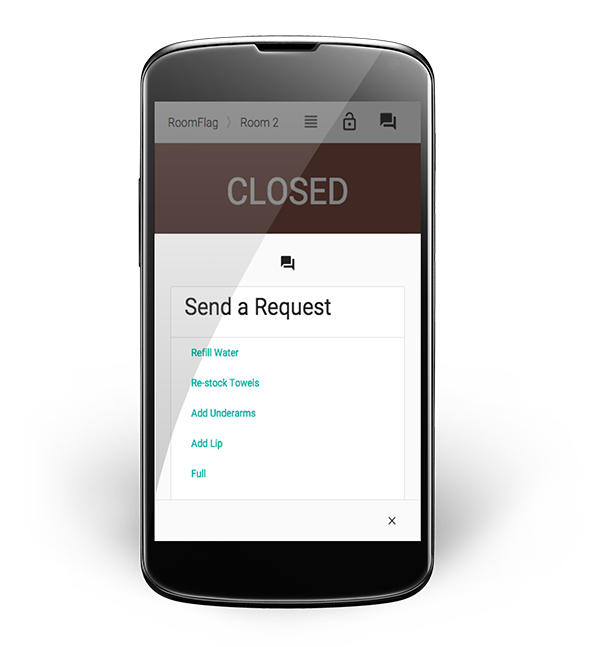 RoomFlag 〉 Room 2
CLOSED
Send a Request
Refill Water
Re-stock Towels
Add Underarms
Add Lip
Full
X